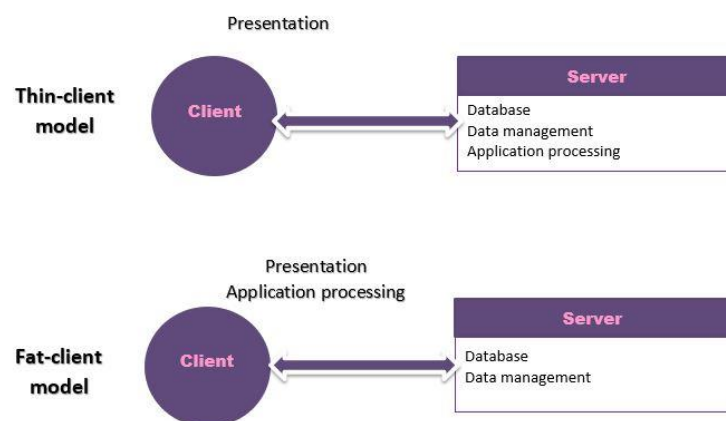 Presentation
Thin-client
model
Client
Server
Database
Data management
Application processing
Presentation
Application processing
Fat-client
model
Client
Server
Database
Data management